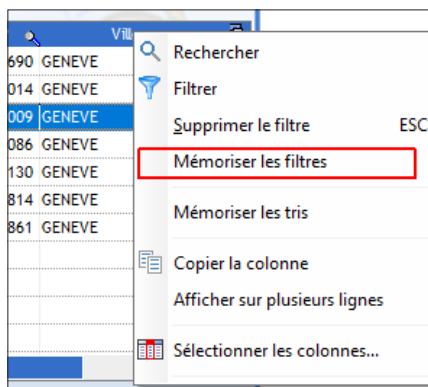 Vill
690 GENEVE
014 GENEVE
009 GENEVE
086 GENEVE
130 GENEVE
814 GENEVE
861 GENEVE
Rechercher
Filtrer
Supprimer le filtre ESC
Mémoriser les filtres
Mémoriser les tris
Copier la colonne
Afficher sur plusieurs lignes
Sélectionner les colonnes...